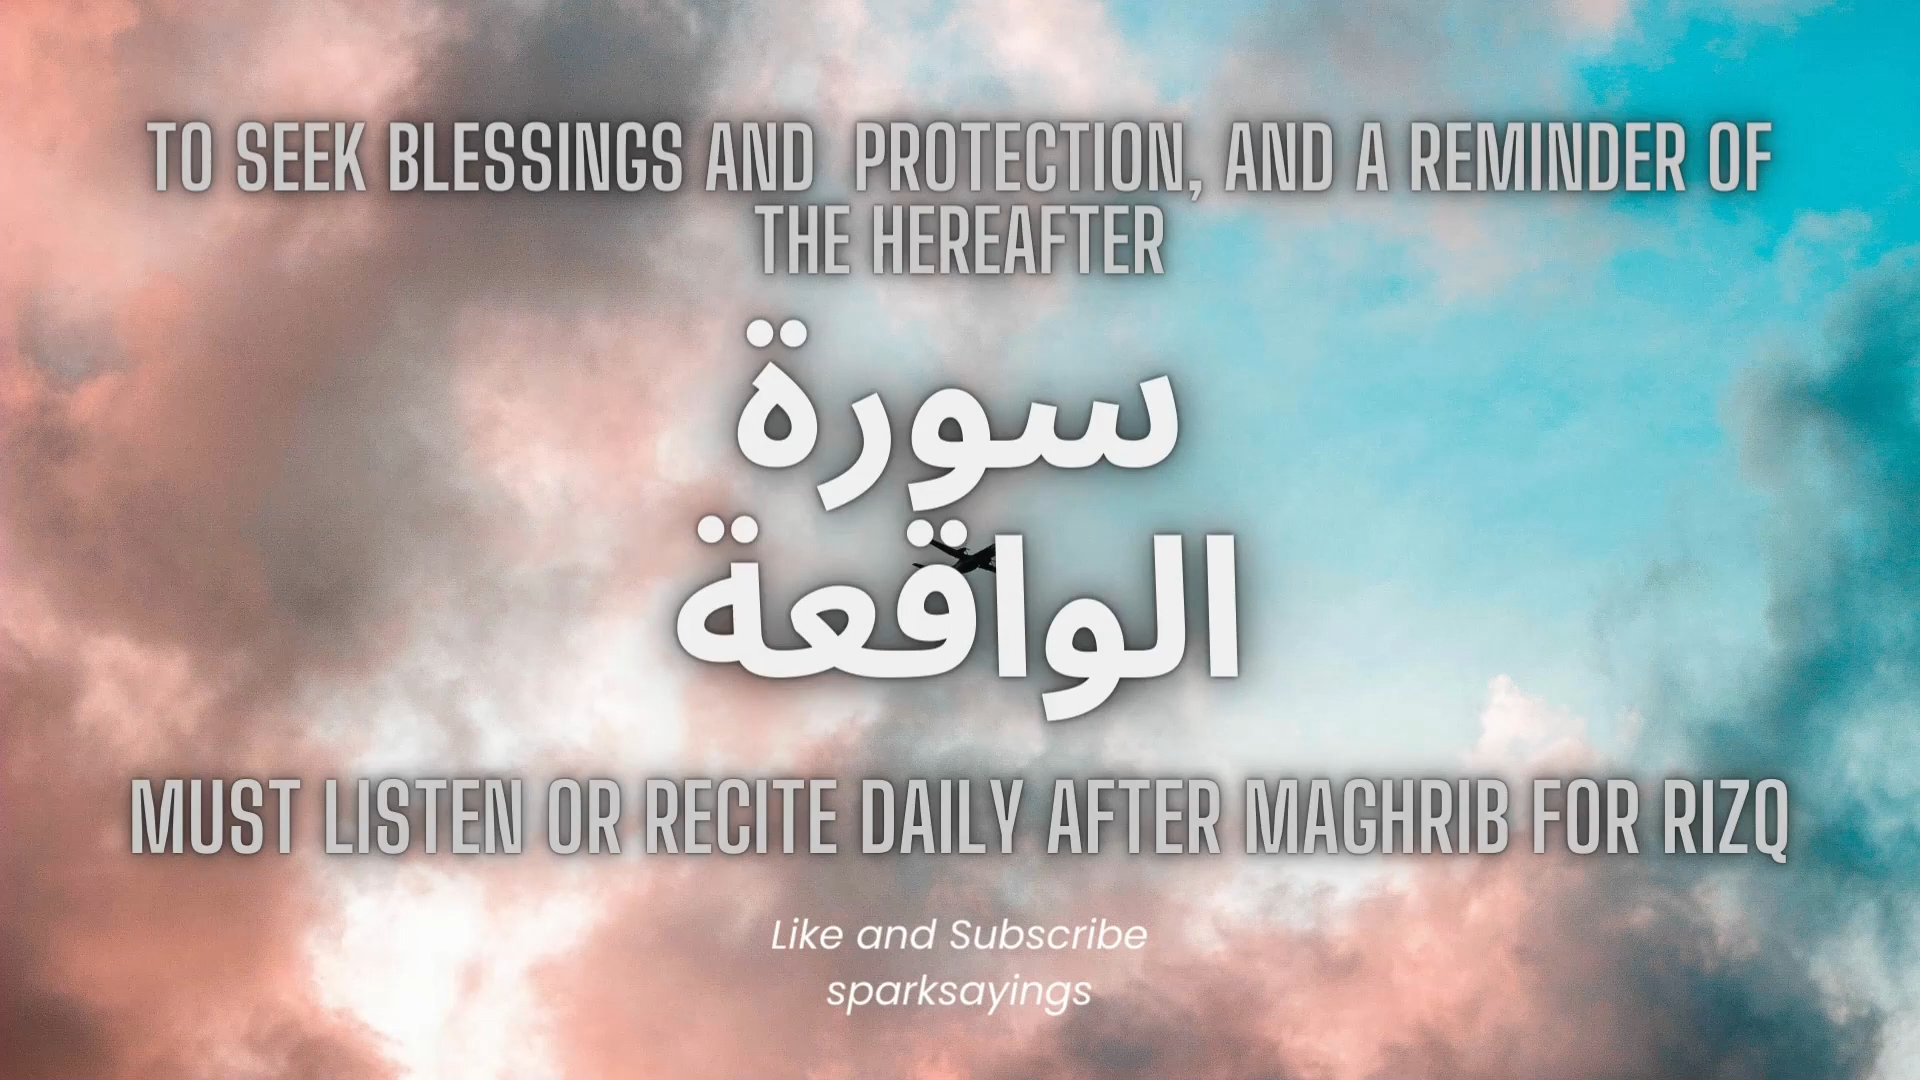 TO SEEK BLESSINGS AND  PROTECTION, AND A REMINDER OF
THE HEREAFTER
سورة
الواقعة
MUST LISTEN OR RECITE DAILY AFTER MAGHRIB FOR RIZQ
Like and Subscribe
sparksayings